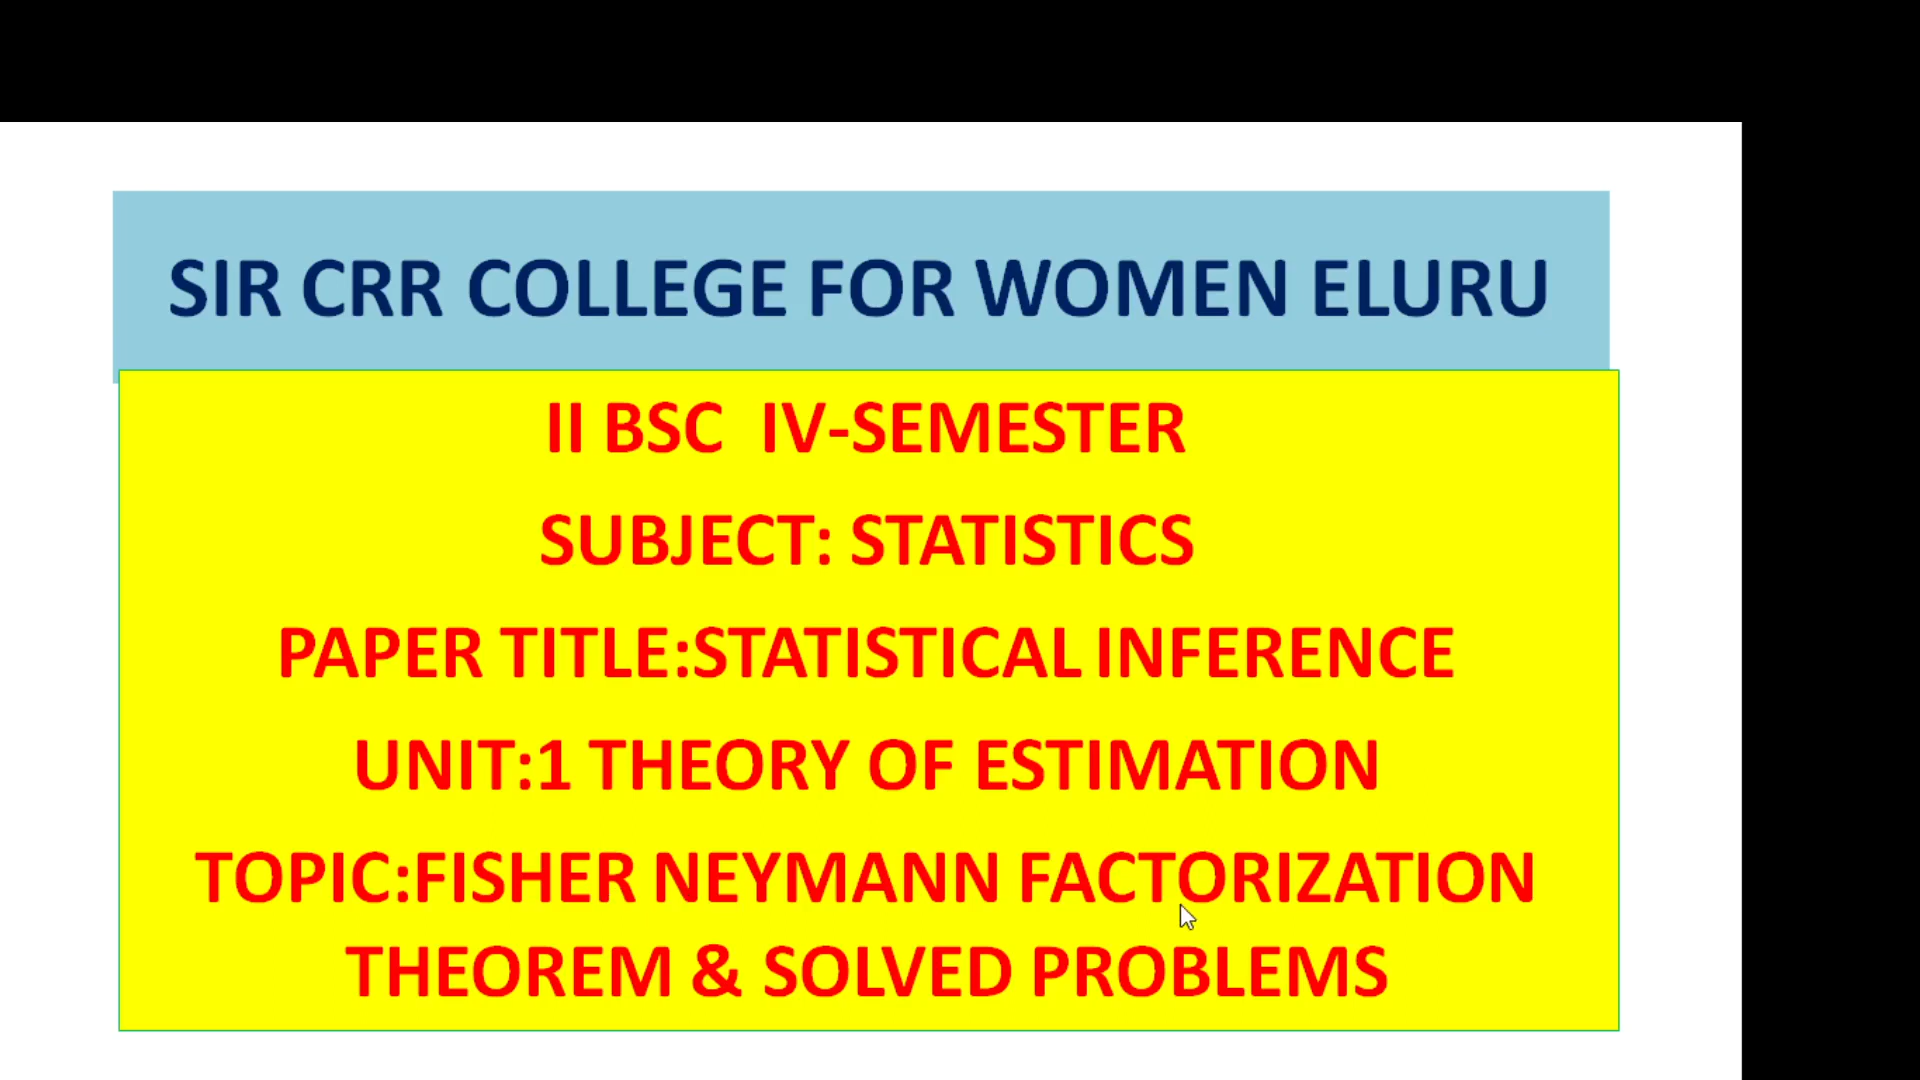 SIR CRR COLLEGE FOR WOMEN ELURU
II BSC IV-SEMESTER
SUBJECT: STATISTICS
PAPER TITLE:STATISTICAL INFERENCE
UNIT:1 THEORY OF ESTIMATION
TOPIC:FISHER NEYMANN FACTORIZATION
THEOREM & SOLVED PROBLEMS